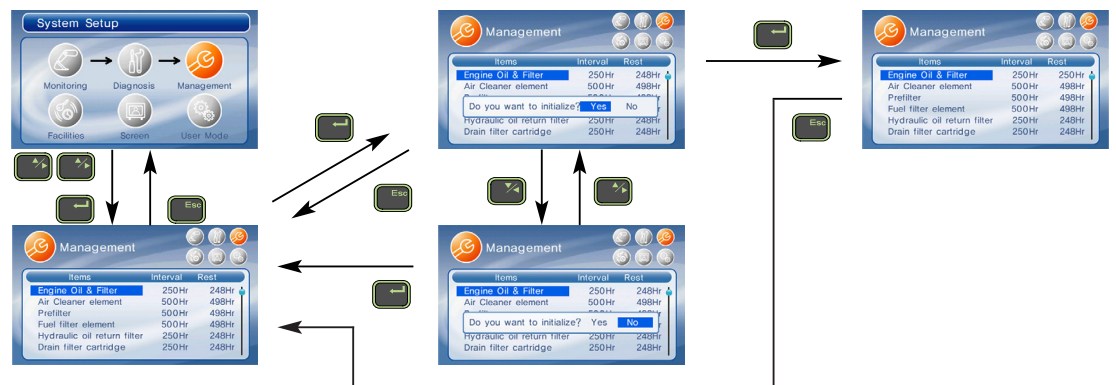 System Setup
Monitoring Diagnosis Management
Facilities Screen User Mode
Esc
Management
Items Interval Rest
Engine Oil & Filter 250Hr 248Hr
Air Cleaner element 500Hr 498Hr
Prefilter 500Hr 498Hr
Fuel filter element 500Hr 498Hr
Hydraulic oil return filter 250Hr 248Hr
Drain filter cartridge 250Hr 248Hr
Esc
Management
Items Interval Rest
Engine Oil & Filter 250Hr 248Hr
Air Cleaner element 500Hr 498Hr
Do you want to initialize? Yes No
Hydraulic oil return filter 250Hr 248Hr
Drain filter cartridge 250Hr 248Hr
Management
Items Interval Rest
Engine Oil & Filter 250Hr 248Hr
Air Cleaner element 500Hr 498Hr
Do you want to initialize? Yes No
Hydraulic oil return filter 250Hr 248Hr
Drain filter cartridge 250Hr 248Hr
Esc
Management
Items Interval Rest
Engine Oil & Filter 250Hr 250Hr
Air Cleaner element 500Hr 498Hr
Prefilter 500Hr 498Hr
Fuel filter element 500Hr 498Hr
Hydraulic oil return filter 250Hr 248Hr
Drain filter cartridge 250Hr 248Hr